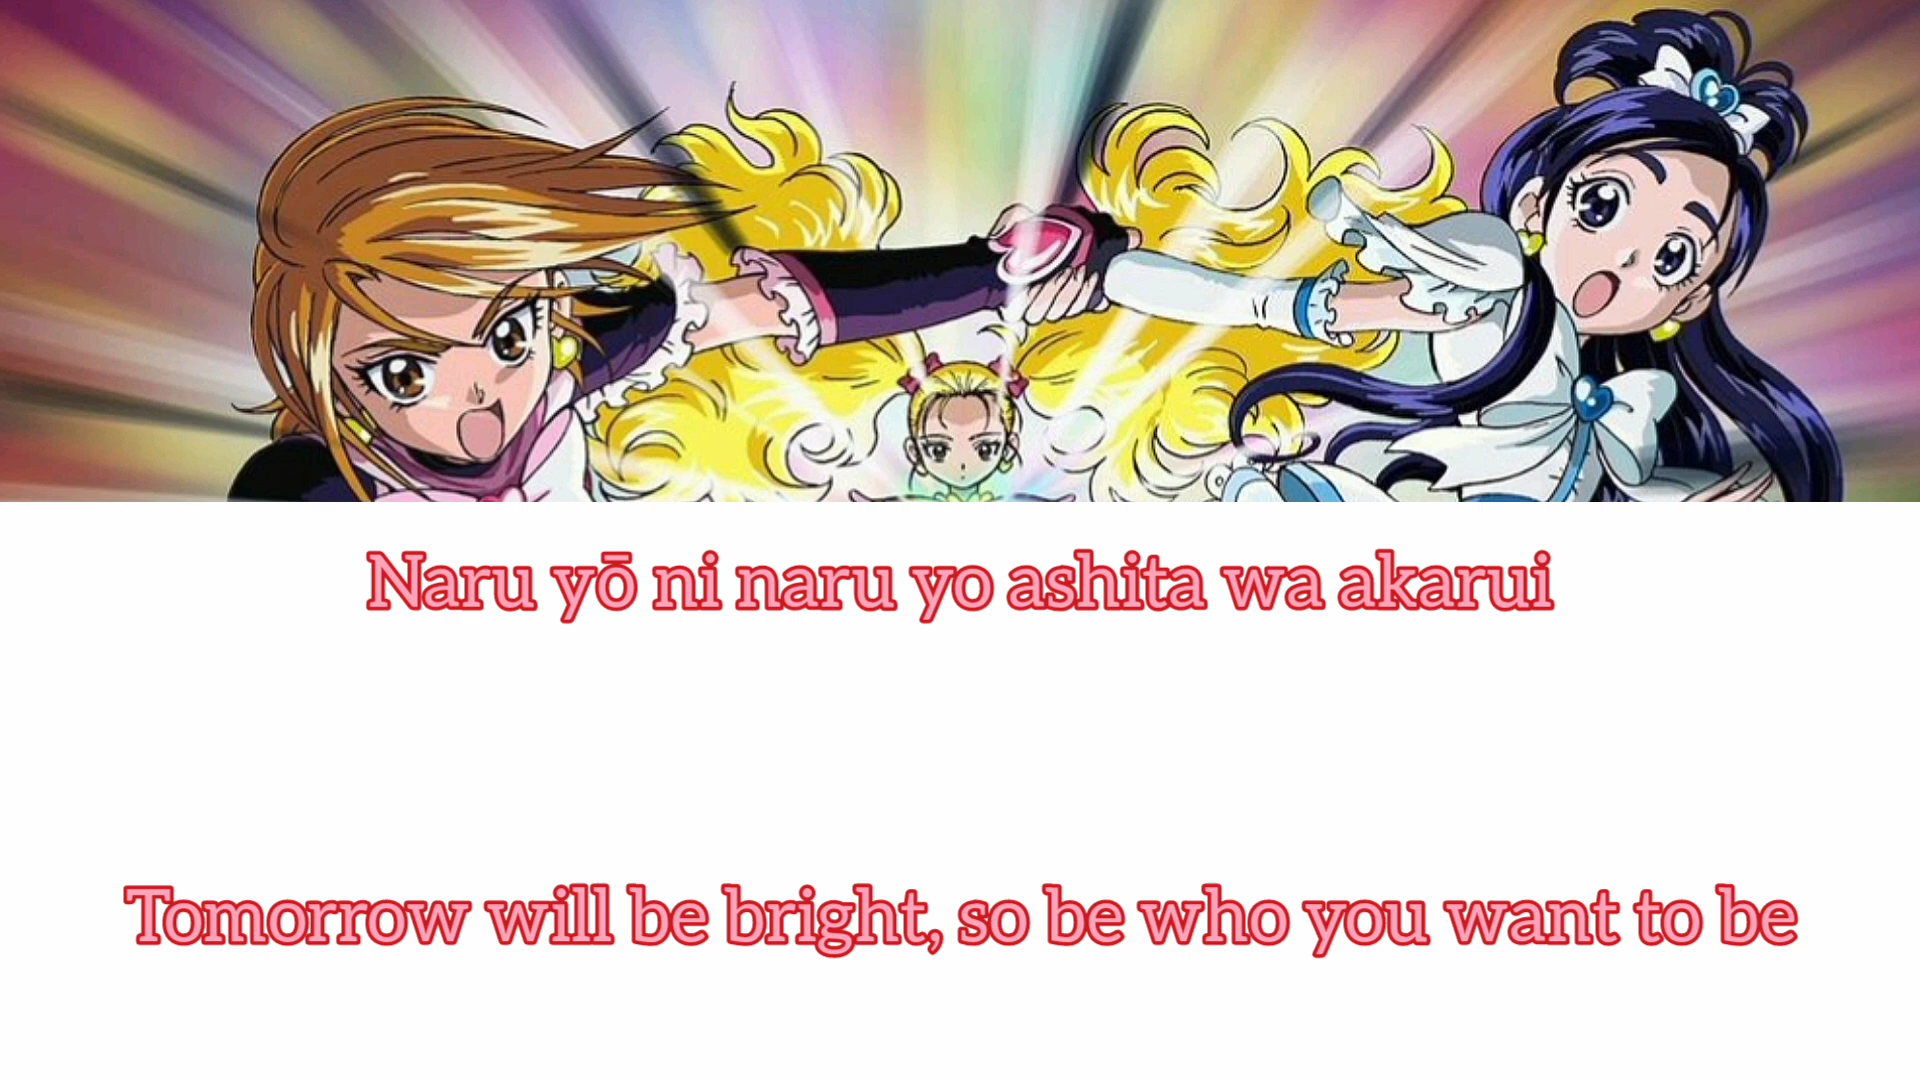 Naru yō ni naru yo ashita wa akarui
Tomorrow will be bright, so be who you want to be